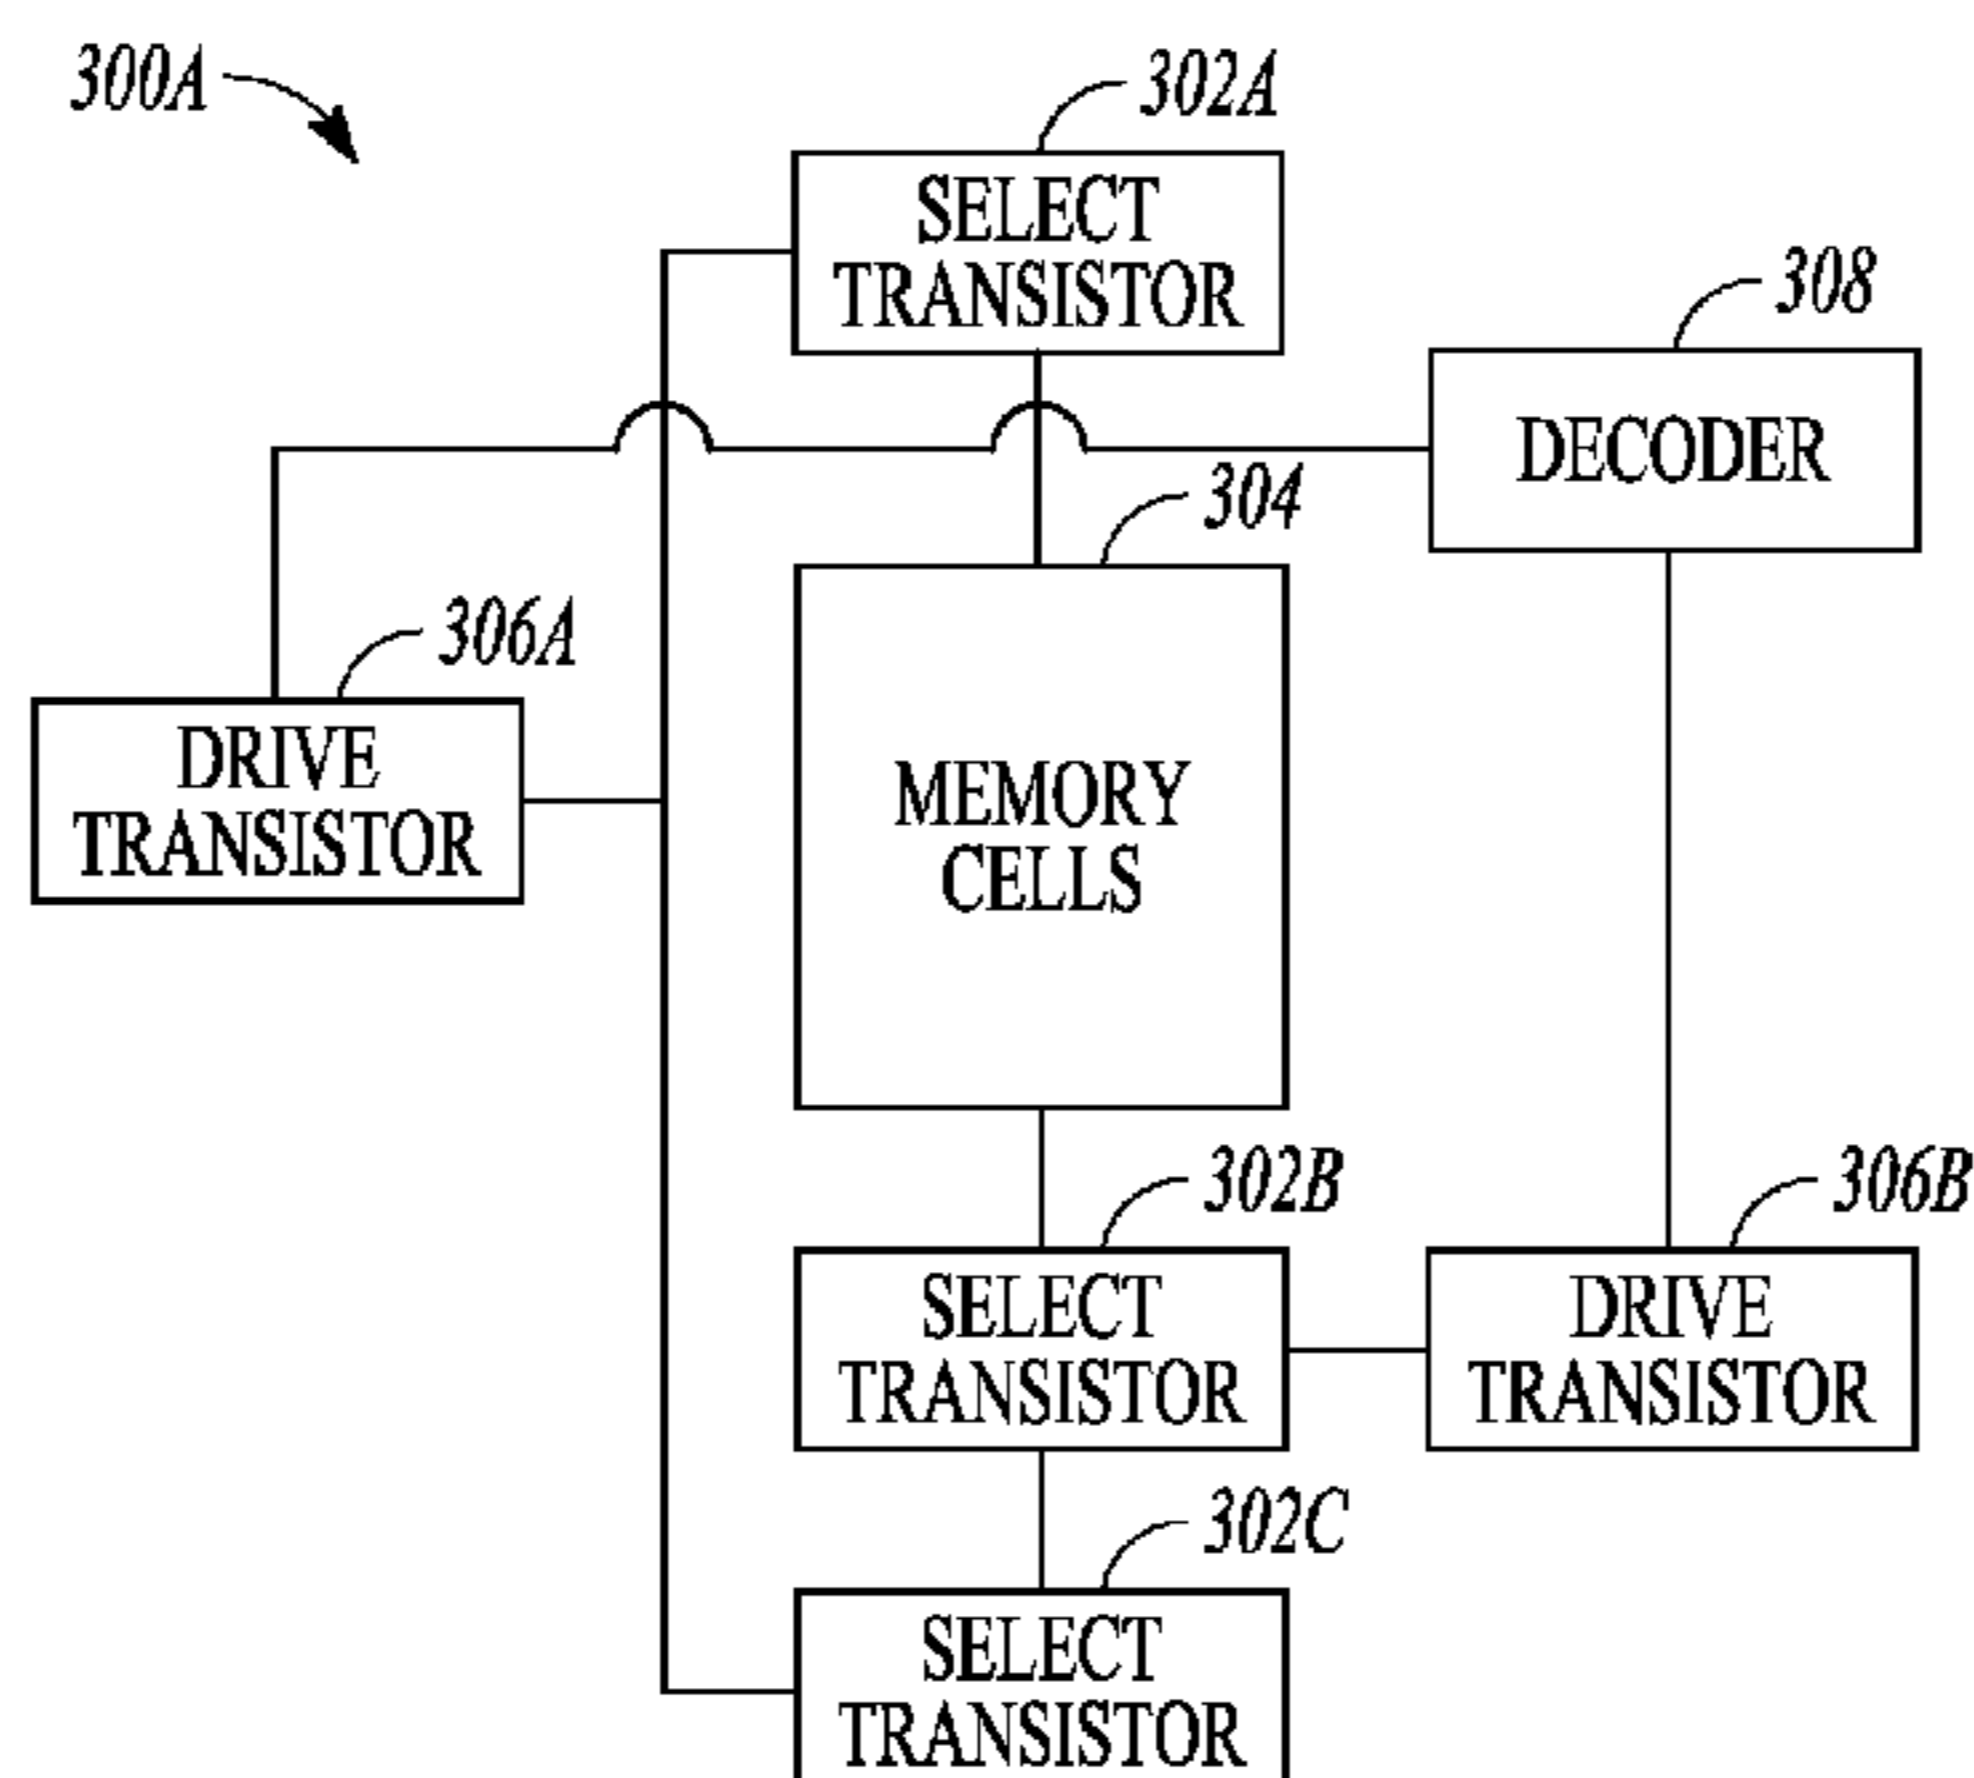 300A
302A
SELECT
TRANSISTOR
308
DECODER
304
MEMORY
CELLS
306A
DRIVE
TRANSISTOR
302B
SELECT
TRANSISTOR
306B
DRIVE
TRANSISTOR
302C
SELECT
TRANSISTOR